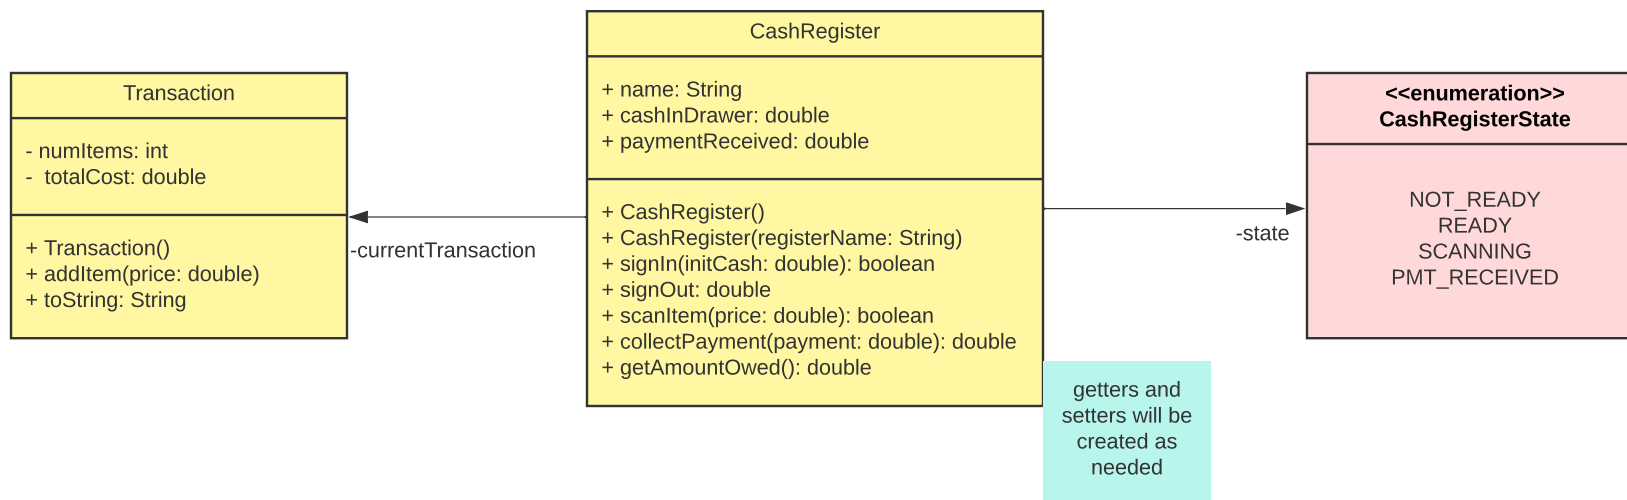 Transaction
- numItems: int
-  totalCost: double
+ Transaction()
+ addItem(price: double)
+ toString: String
-currentTransaction
CashRegister
+ name: String
+ cashInDrawer: double
+ paymentReceived: double
+ CashRegister()
+ CashRegister(registerName: String)
+ signIn(initCash: double): boolean
+ signOut: double
+ scanItem(price: double): boolean
+ collectPayment(payment: double): double
+ getAmountOwed(): double
getters and
setters will be
created as
needed
-state
<<enumeration>>
CashRegisterState
NOT_READY
READY
SCANNING
PMT_RECEIVED